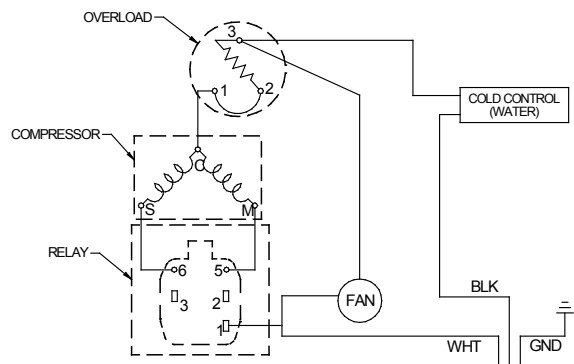 OVERLOAD
3
1
2
COLD CONTROL
(WATER)
COMPRESSOR
C
S
M
RELAY
6
5
3
2
1
FAN
BLK
WHT
GND